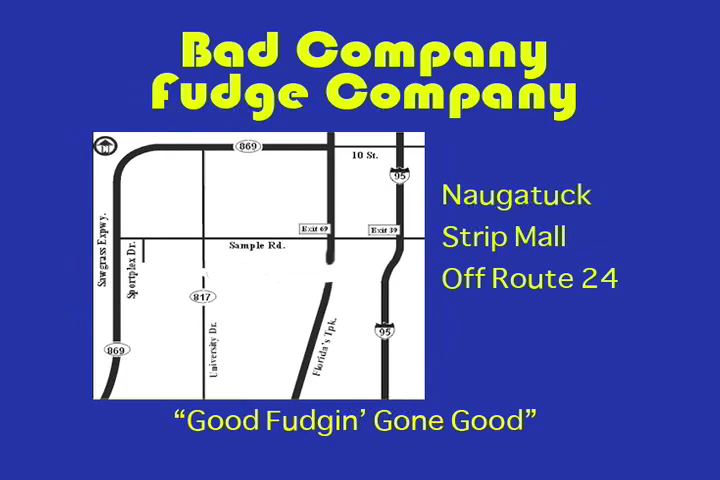 Bad Company
Fudge Company
869
10 St.
95
Naugatuck
Strip Mall
Off Route 24
Exit 69
Exit 39
Sample Rd.
Sawgrass Expwy.
Sportplex Dr.
817
University Dr.
Florida's Tpk.
95
869
“Good Fudgin’ Gone Good”